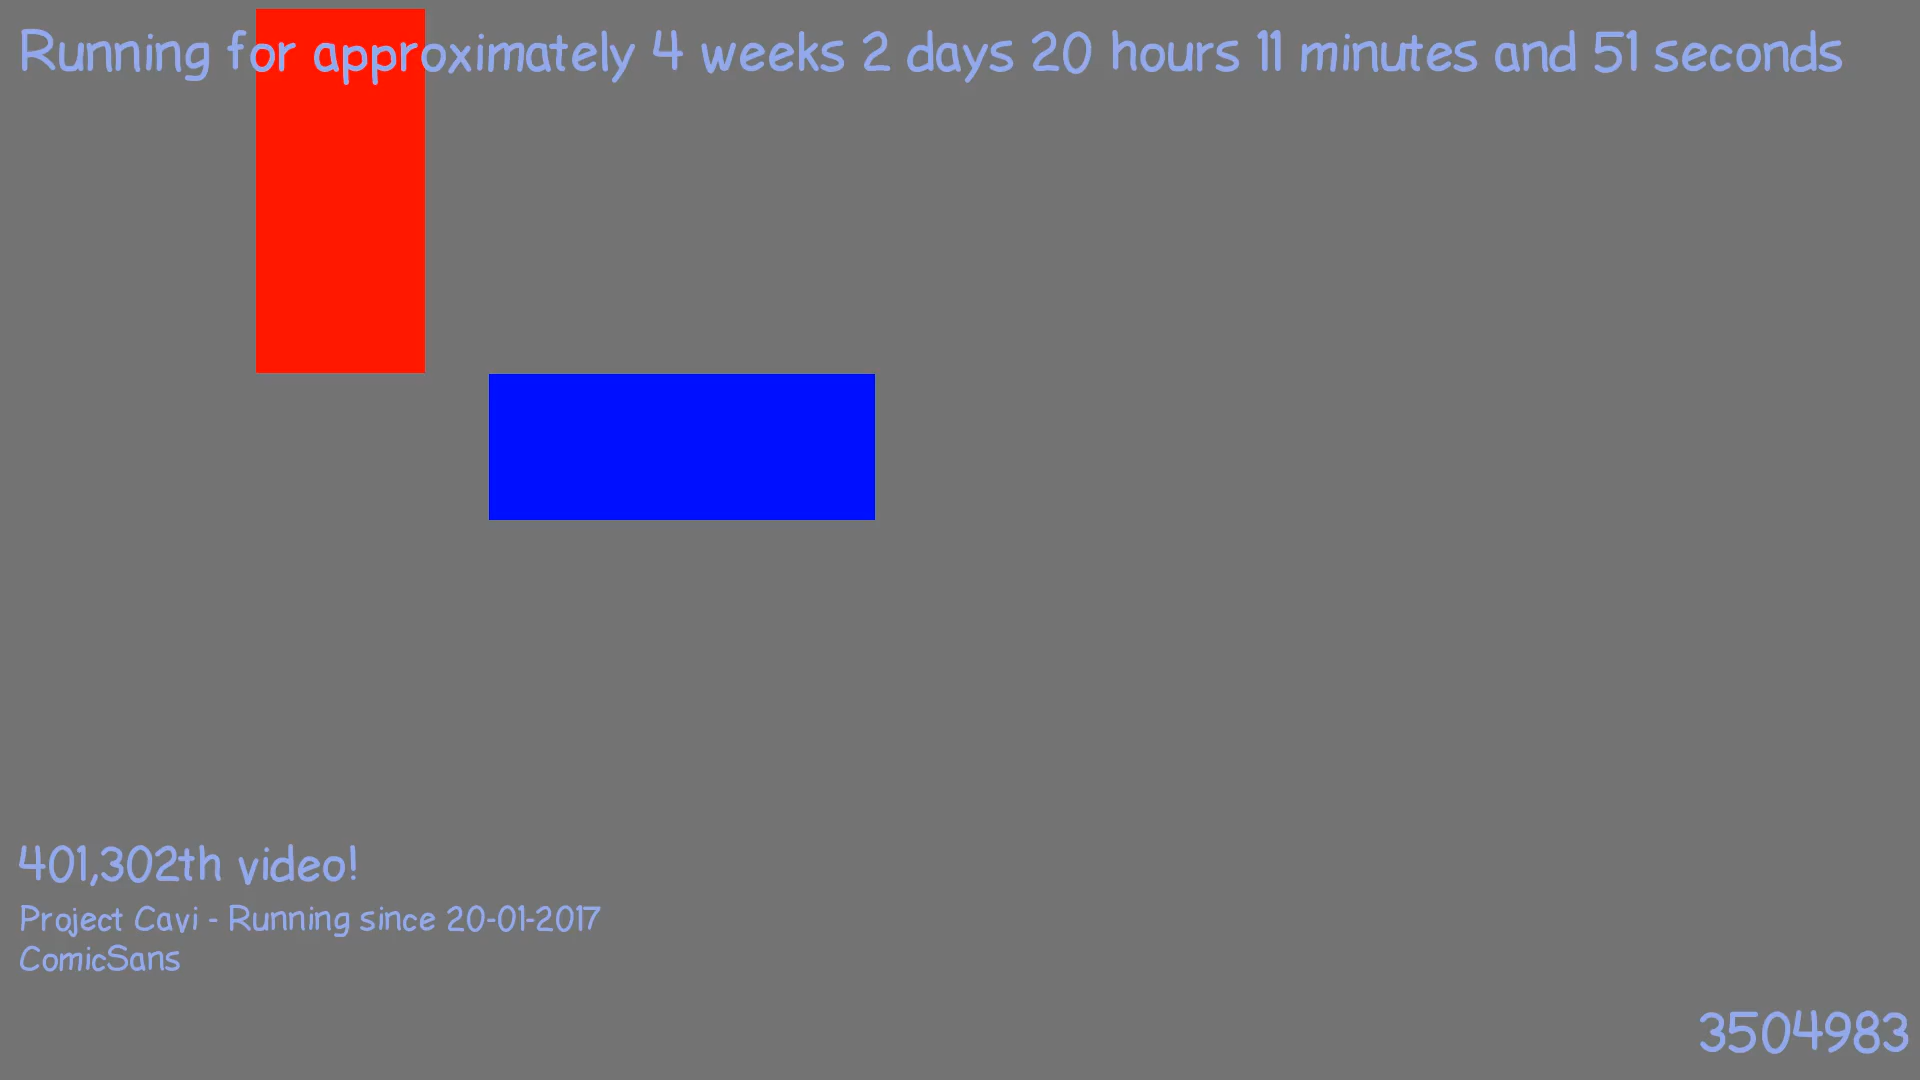 Running for approximately 4 weeks 2 days 20 hours 11 minutes and 51 seconds
401,302th video!
Project Cavi - Running since 20-01-2017
ComicSans
3504983